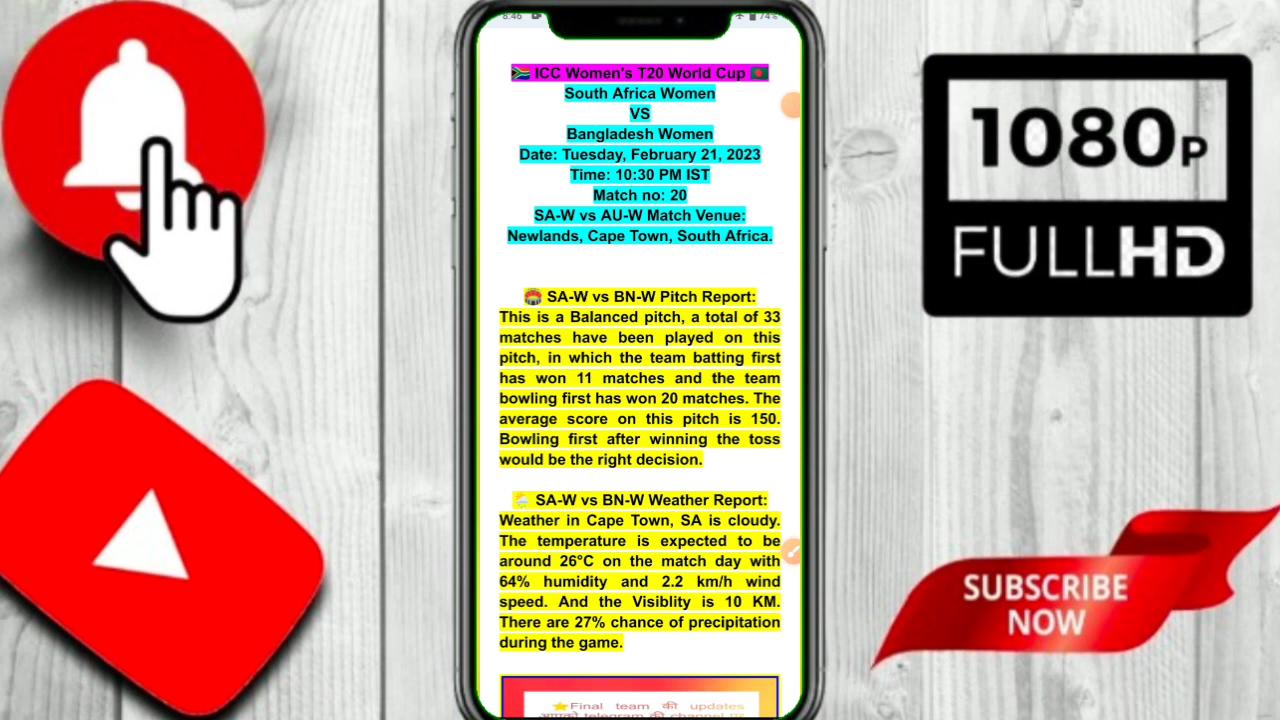 8:46
74%
🇿🇦 ICC Women's T20 World Cup 🇧🇩
South Africa Women
VS
Bangladesh Women
Date: Tuesday, February 21, 2023
Time: 10:30 PM IST
Match no: 20
SA-W vs AU-W Match Venue:
Newlands, Cape Town, South Africa.
🏟️ SA-W vs BN-W Pitch Report:
This is a Balanced pitch, a total of 33
matches have been played on this
pitch, in which the team batting first
has won 11 matches and the team
bowling first has won 20 matches. The
average score on this pitch is 150.
Bowling first after winning the toss
would be the right decision.
🌦️ SA-W vs BN-W Weather Report:
Weather in Cape Town, SA is cloudy.
The temperature is expected to be
around 26°C on the match day with
64% humidity and 2.2 km/h wind
speed. And the Visiblity is 10 KM.
There are 27% chance of precipitation
during the game.
⭐Final team की updates
आपको telegram की channel पर
1080P
FULLHD
SUBSCRIBE
NOW